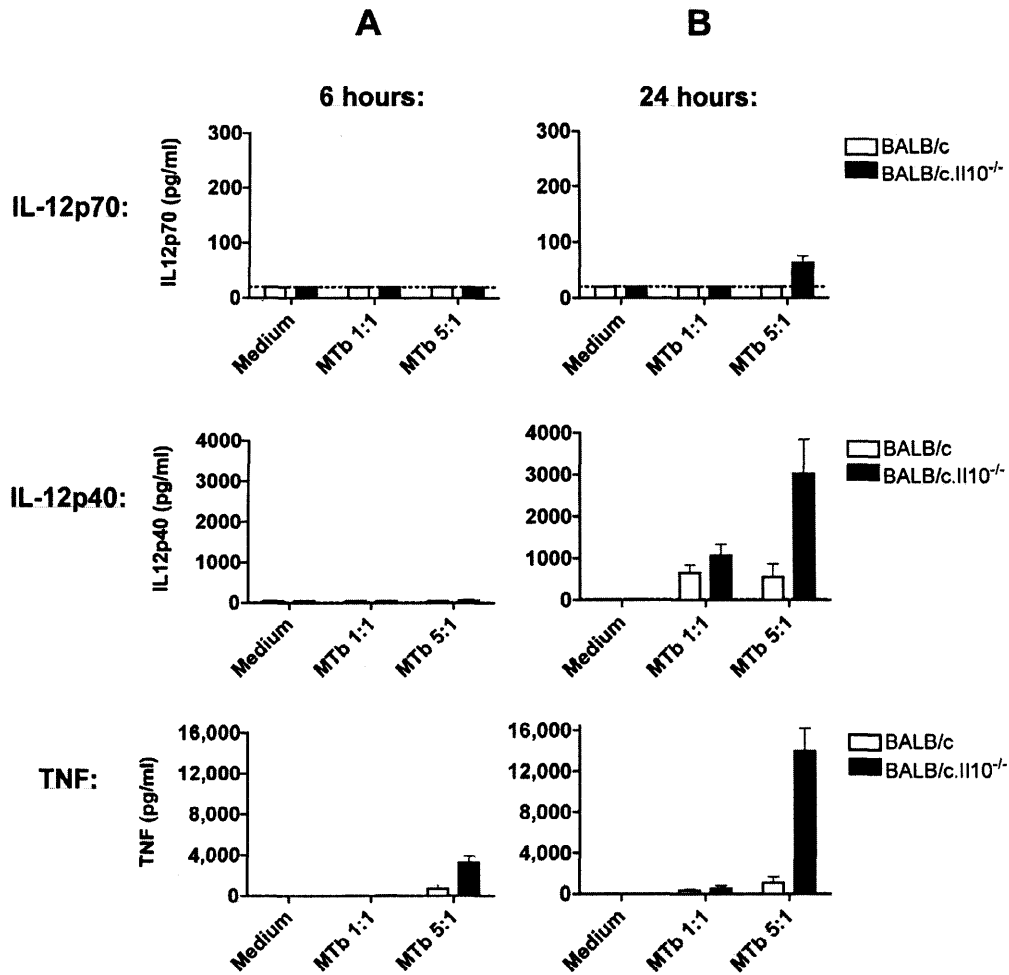 A
B
6 hours:
24 hours:
IL-12p70:
IL12p70 (pg/ml)
300
200
100
0
Medium
MTb 1:1
MTb 5:1
300
200
100
0
Medium
MTb 1:1
MTb 5:1
BALB/c
BALB/c.Il10-/-
IL-12p40:
IL12p40 (pg/ml)
4000
3000
2000
1000
0
Medium
MTb 1:1
MTb 5:1
4000
3000
2000
1000
0
Medium
MTb 1:1
MTb 5:1
BALB/c
BALB/c.Il10-/-
TNF:
TNF (pg/ml)
16,000
12,000
8,000
4,000
0
Medium
MTb 1:1
MTb 5:1
16,000
12,000
8,000
4,000
0
Medium
MTb 1:1
MTb 5:1
BALB/c
BALB/c.Il10-/-